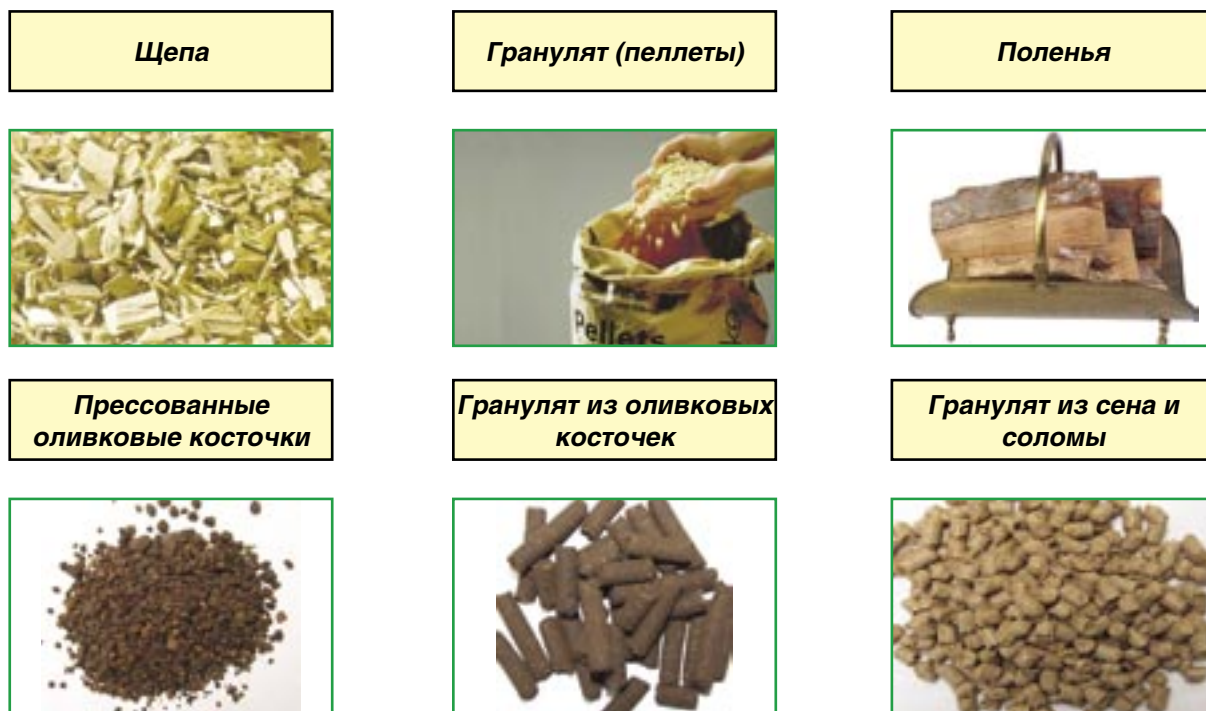 Щепа
Гранулят (пеллеты)
Поленья
Pellets
Прессованные
оливковые косточки
Гранулят из оливковых
косточек
Гранулят из сена и
соломы